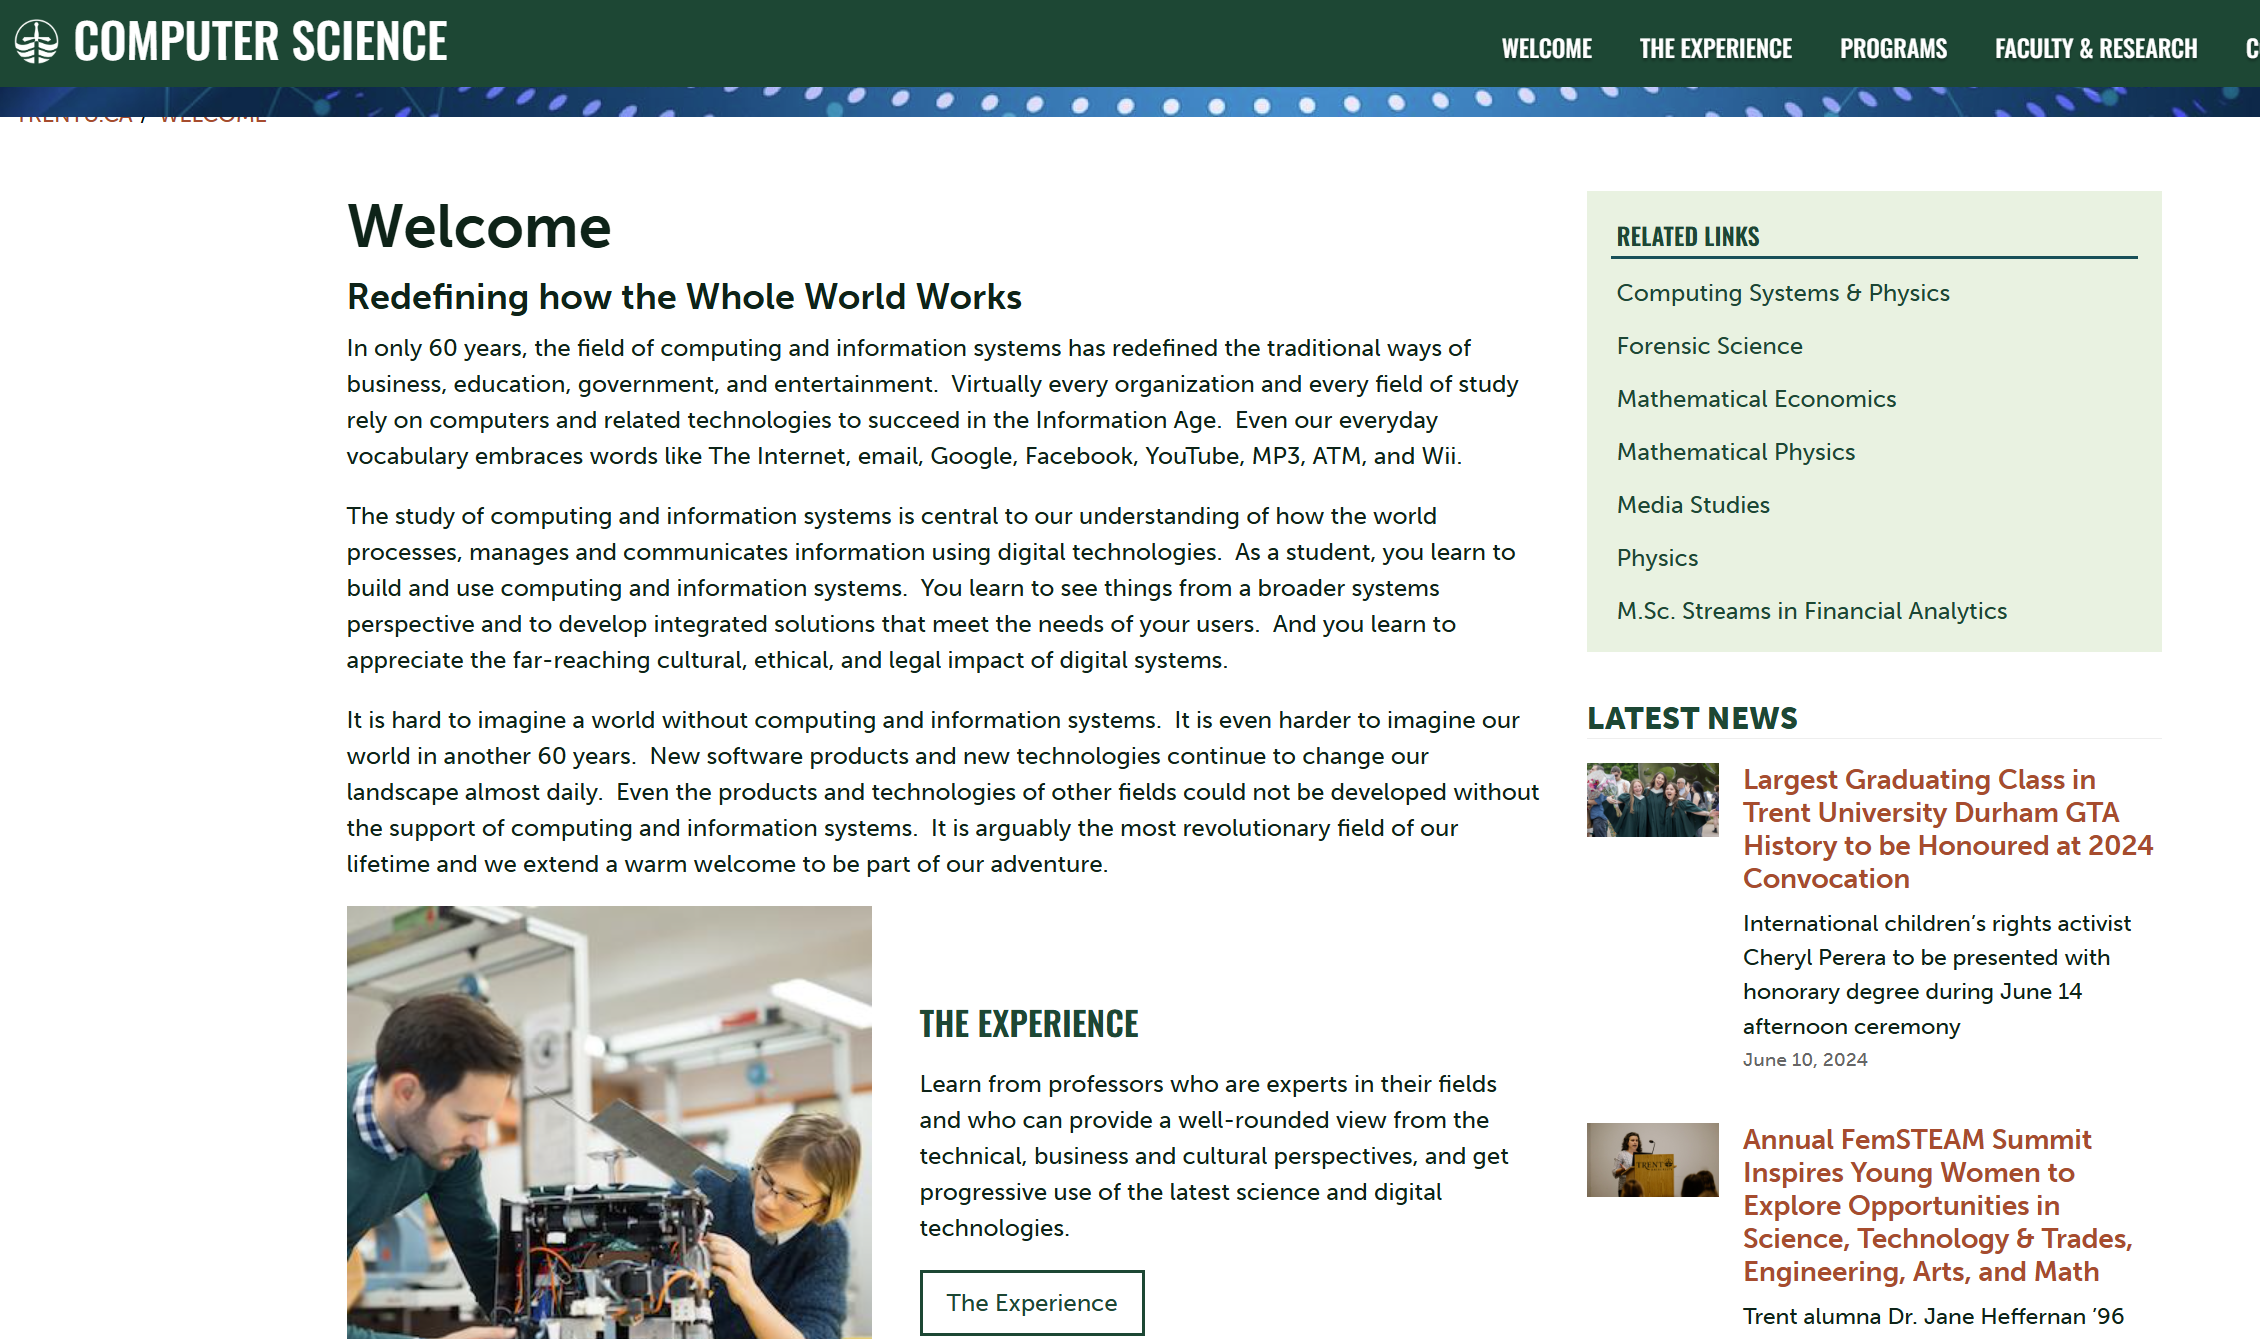 COMPUTER SCIENCE
WELCOME THE EXPERIENCE PROGRAMS FACULTY & RESEARCH
TRENTU.CA / WELCOME
Welcome
Redefining how the Whole World Works
In only 60 years, the field of computing and information systems has redefined the traditional ways of
business, education, government, and entertainment.  Virtually every organization and every field of study
rely on computers and related technologies to succeed in the Information Age.  Even our everyday
vocabulary embraces words like The Internet, email, Google, Facebook, YouTube, MP3, ATM, and Wii.
The study of computing and information systems is central to our understanding of how the world
processes, manages and communicates information using digital technologies.  As a student, you learn to
build and use computing and information systems.  You learn to see things from a broader systems
perspective and to develop integrated solutions that meet the needs of your users.  And you learn to
appreciate the far-reaching cultural, ethical, and legal impact of digital systems.
It is hard to imagine a world without computing and information systems.  It is even harder to imagine our
world in another 60 years.  New software products and new technologies continue to change our
landscape almost daily.  Even the products and technologies of other fields could not be developed without
the support of computing and information systems.  It is arguably the most revolutionary field of our
lifetime and we extend a warm welcome to be part of our adventure.
THE EXPERIENCE
Learn from professors who are experts in their fields
and who can provide a well-rounded view from the
technical, business and cultural perspectives, and get
progressive use of the latest science and digital
technologies.
The Experience
RELATED LINKS
Computing Systems & Physics
Forensic Science
Mathematical Economics
Mathematical Physics
Media Studies
Physics
M.Sc. Streams in Financial Analytics
LATEST NEWS
Largest Graduating Class in
Trent University Durham GTA
History to be Honoured at 2024
Convocation
International children's rights activist
Cheryl Perera to be presented with
honorary degree during June 14
afternoon ceremony
June 10, 2024
TRENT
Annual FemSTEAM Summit
Inspires Young Women to
Explore Opportunities in
Science, Technology & Trades,
Engineering, Arts, and Math
Trent alumna Dr. Jane Heffernan '96